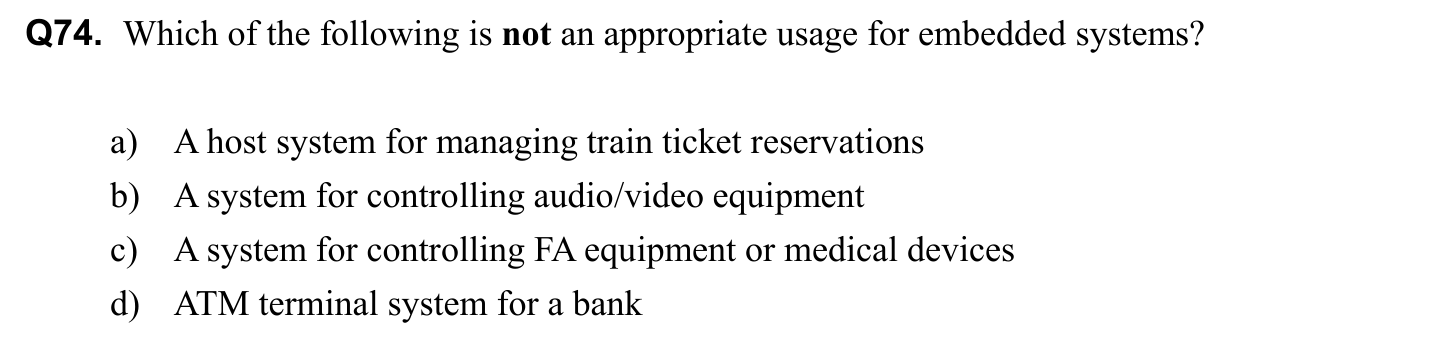 Q74. Which of the following is not an appropriate usage for embedded systems?
a) A host system for managing train ticket reservations
b) A system for controlling audio/video equipment
c) A system for controlling FA equipment or medical devices
d) ATM terminal system for a bank